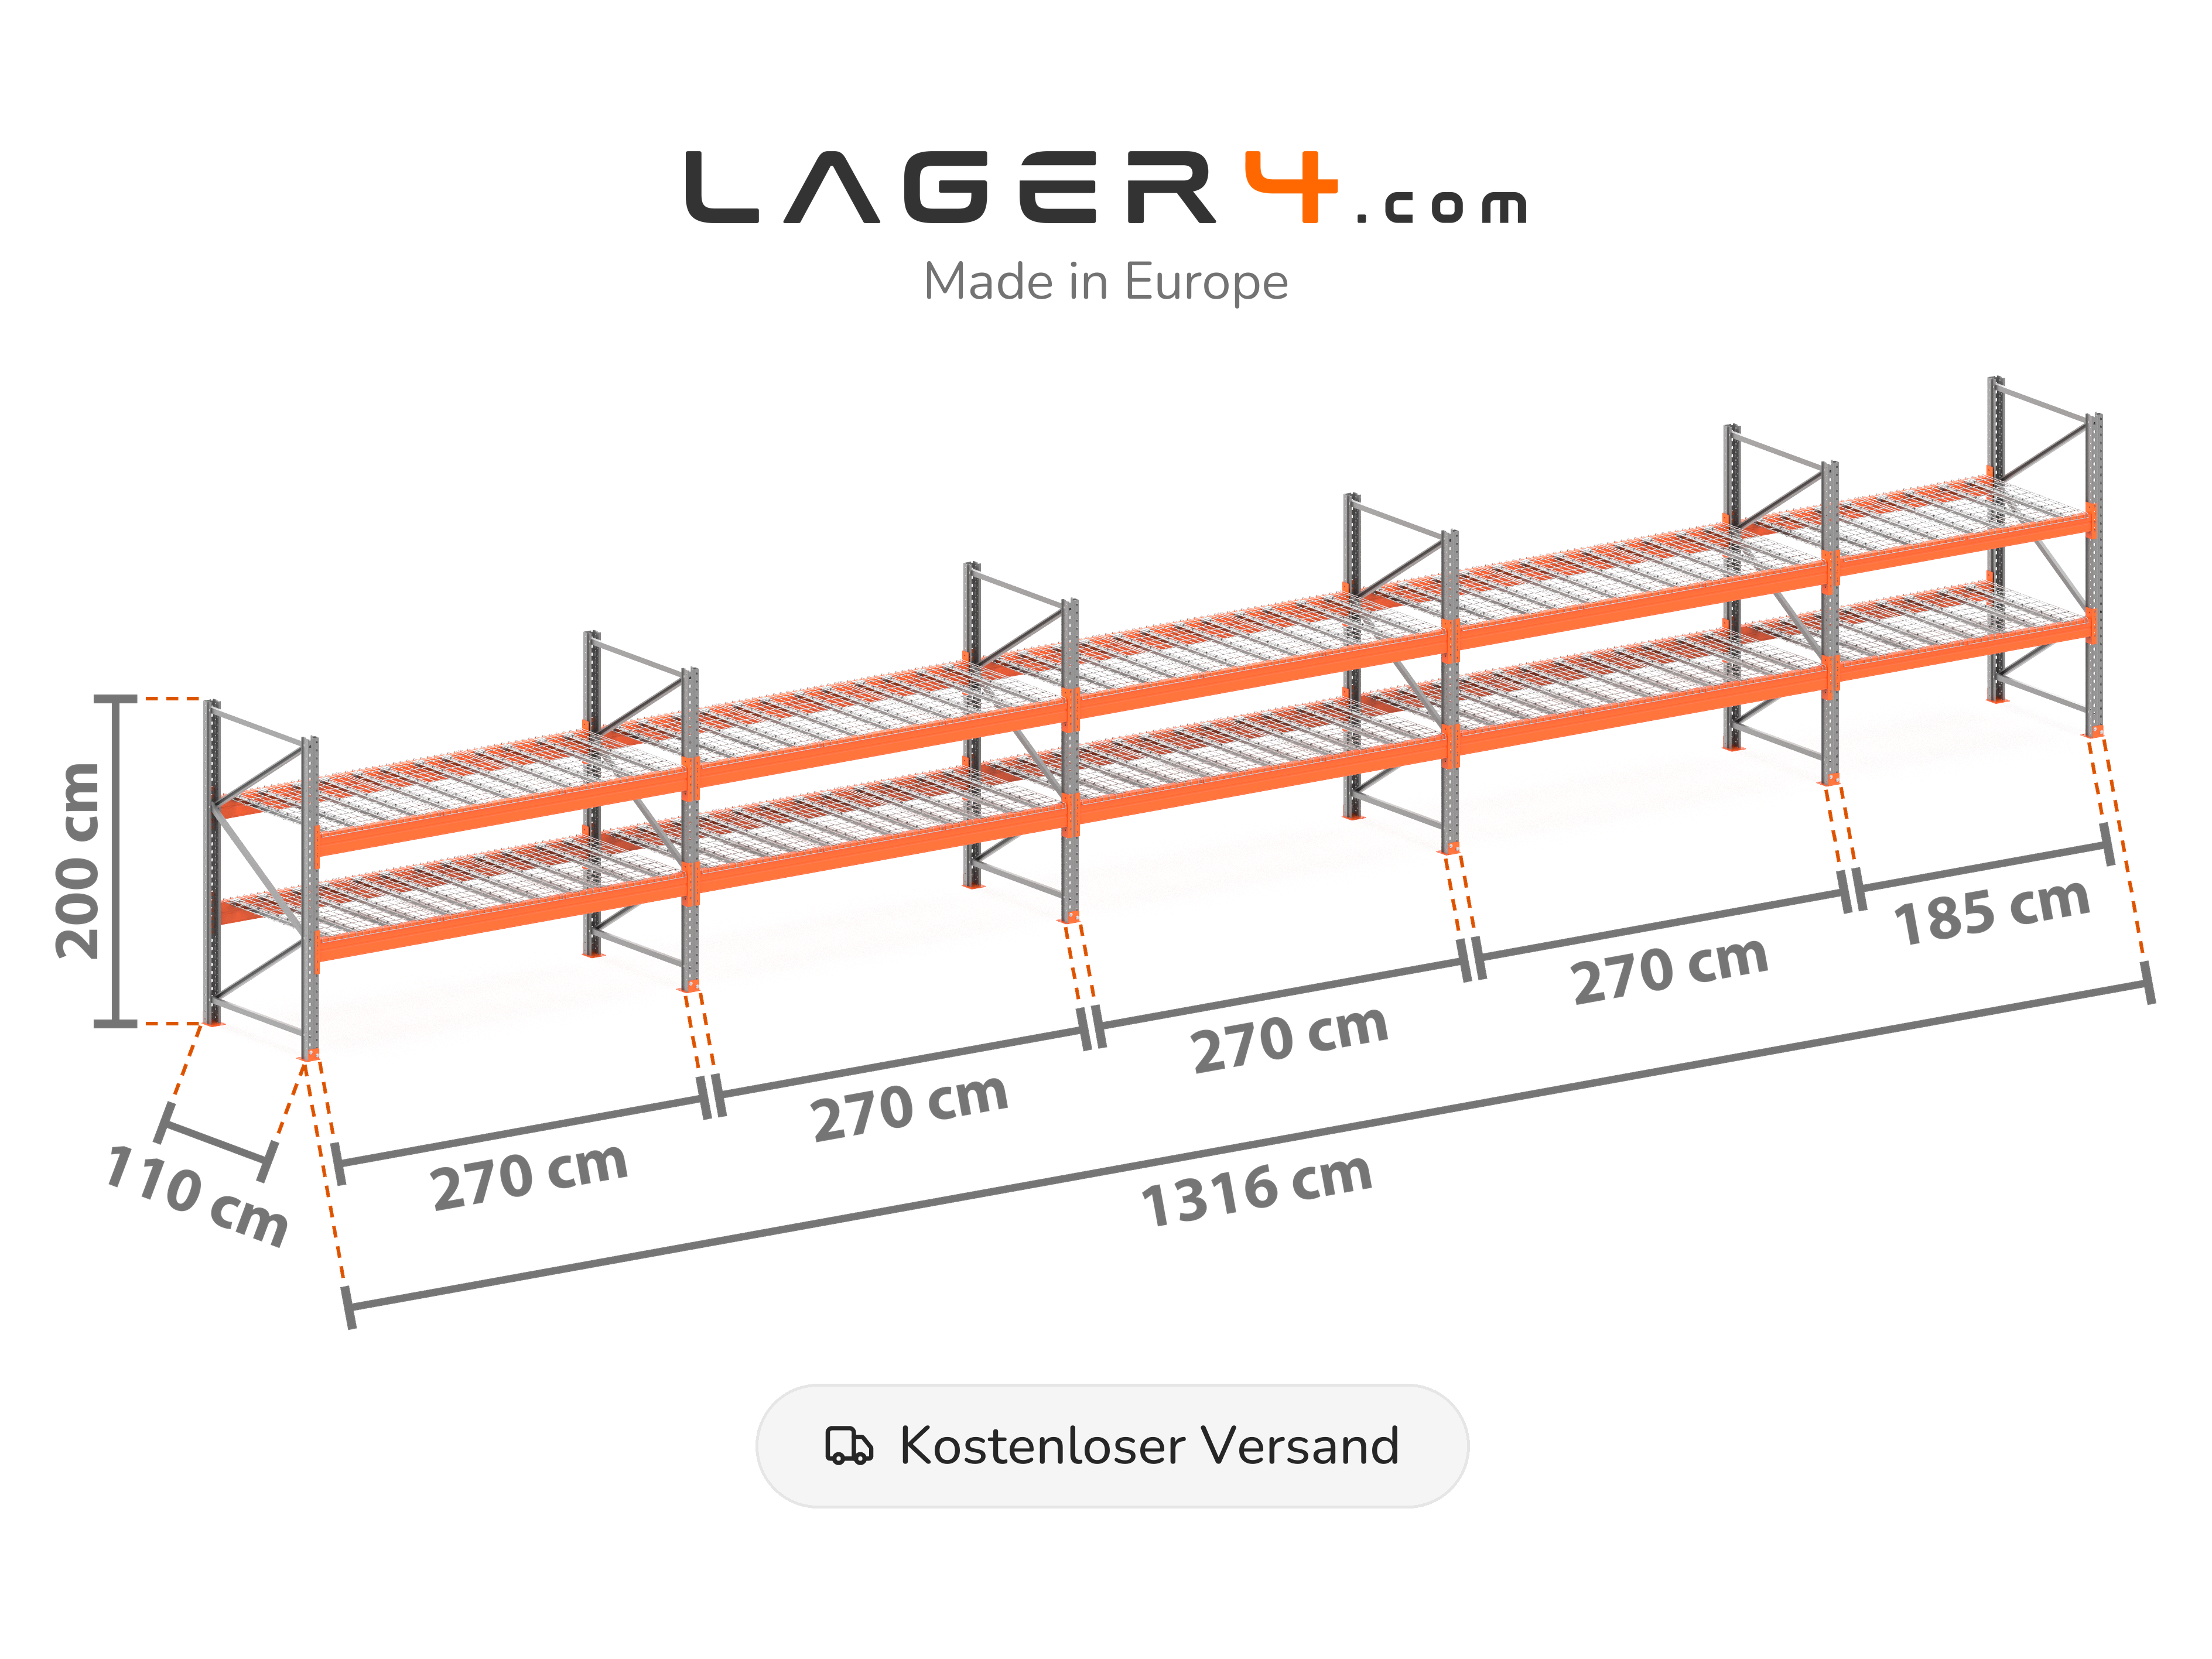 LAGER4.com
Made in Europe
200 cm
110 cm
270 cm
270 cm
270 cm
270 cm
185 cm
1316 cm
Kostenloser Versand